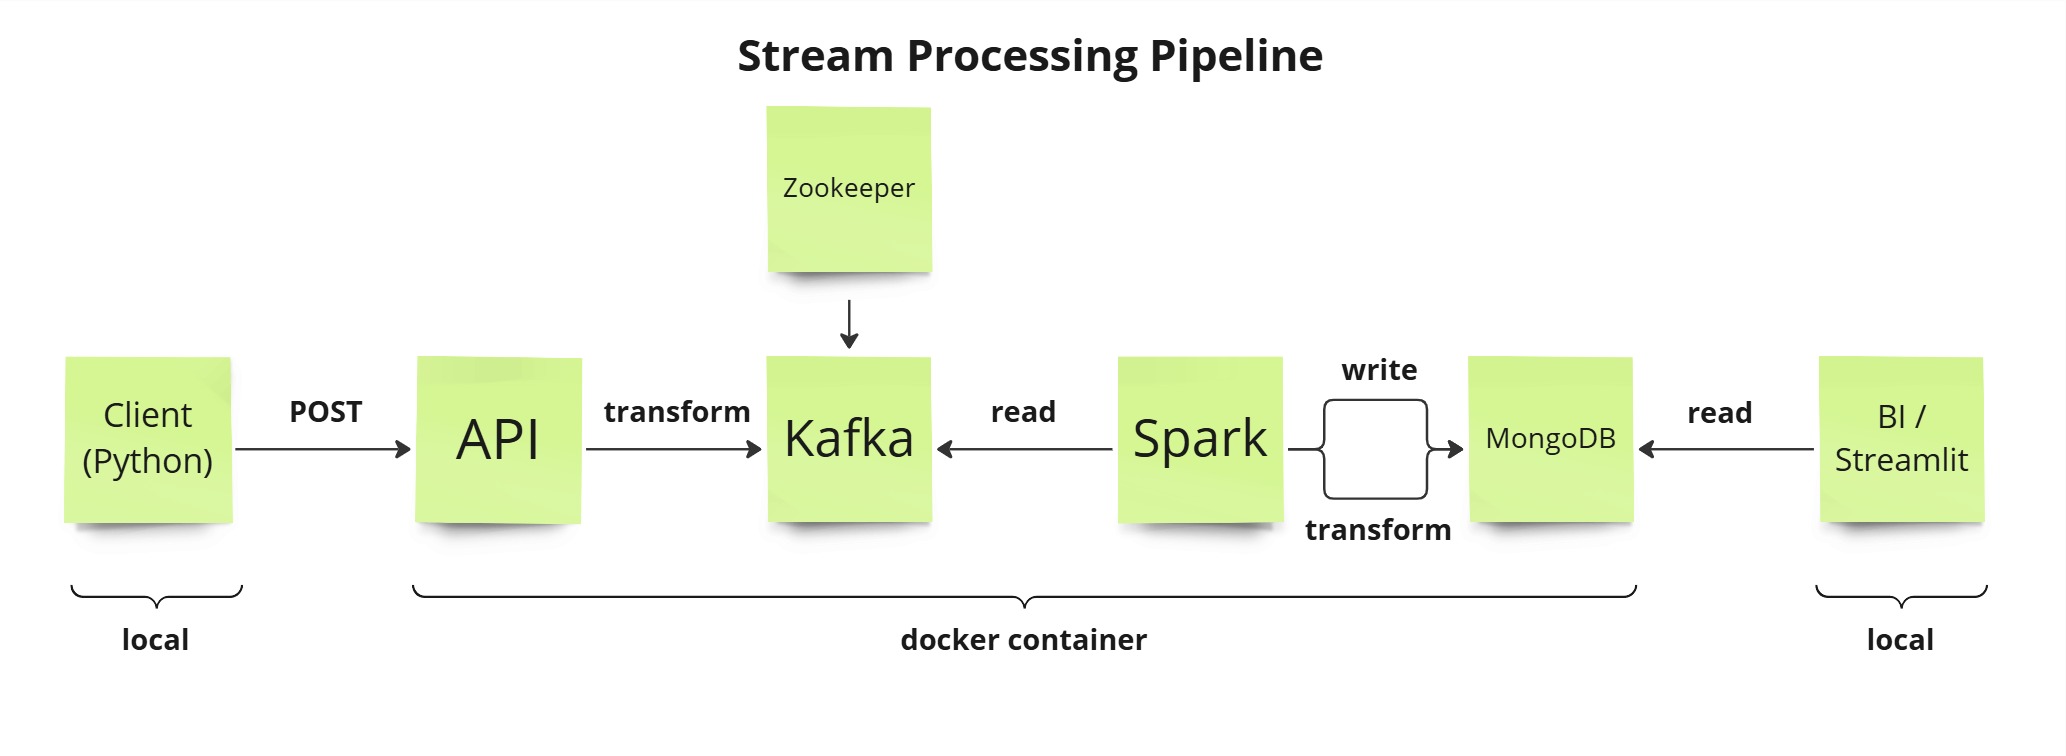 Stream Processing Pipeline
Zookeeper
Client
(Python)
POST
API
transform
Kafka
read
Spark
write
transform
MongoDB
read
BI /
Streamlit
local
docker container
local